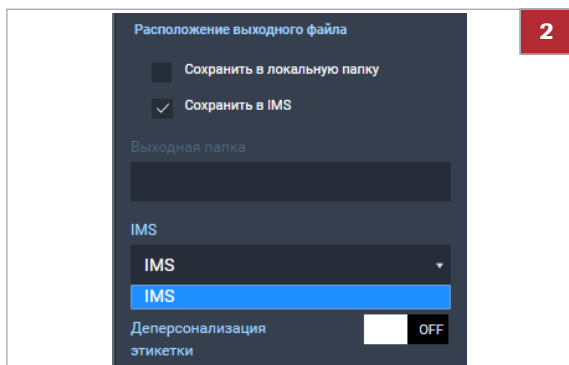 Расположение выходного файла
2
Сохранить в локальную папку
Сохранить в IMS
Выходная папка
IMS
IMS
IMS
Деперсонализация
этикетки
OFF